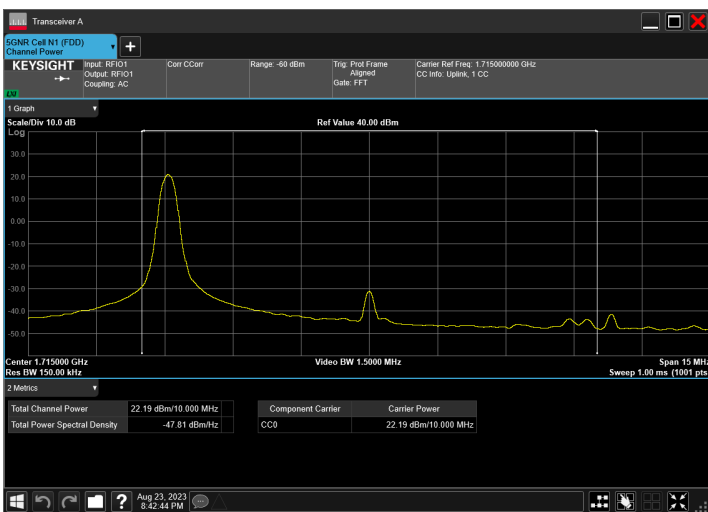 Transceiver A
5GNR Cell N1 (FDD)
Channel Power
KEYSIGHT
Input: RFIO1
Output: RFIO1
Coupling: AC
Corr CCorr
Range: -60 dBm
Trig: Prot Frame
Aligned
Gate: FFT
Carrier Ref Freq: 1.715000000 GHz
CC Info: Uplink, 1 CC
LXI
1 Graph
Scale/Div 10.0 dB
Ref Value 40.00 dBm
Log
30.0
20.0
10.0
0.00
-10.0
-20.0
-30.0
-40.0
-50.0
Center 1.715000 GHz
Video BW 1.5000 MHz
Span 15 MHz
Res BW 150.00 kHz
Sweep 1.00 ms (1001 pts
2 Metrics
Total Channel Power 22.19 dBm/10.000 MHz
Total Power Spectral Density -47.81 dBm/Hz
Component Carrier Carrier Power
CC0 22.19 dBm/10.000 MHz
?
Aug 23, 2023
8:42:44 PM